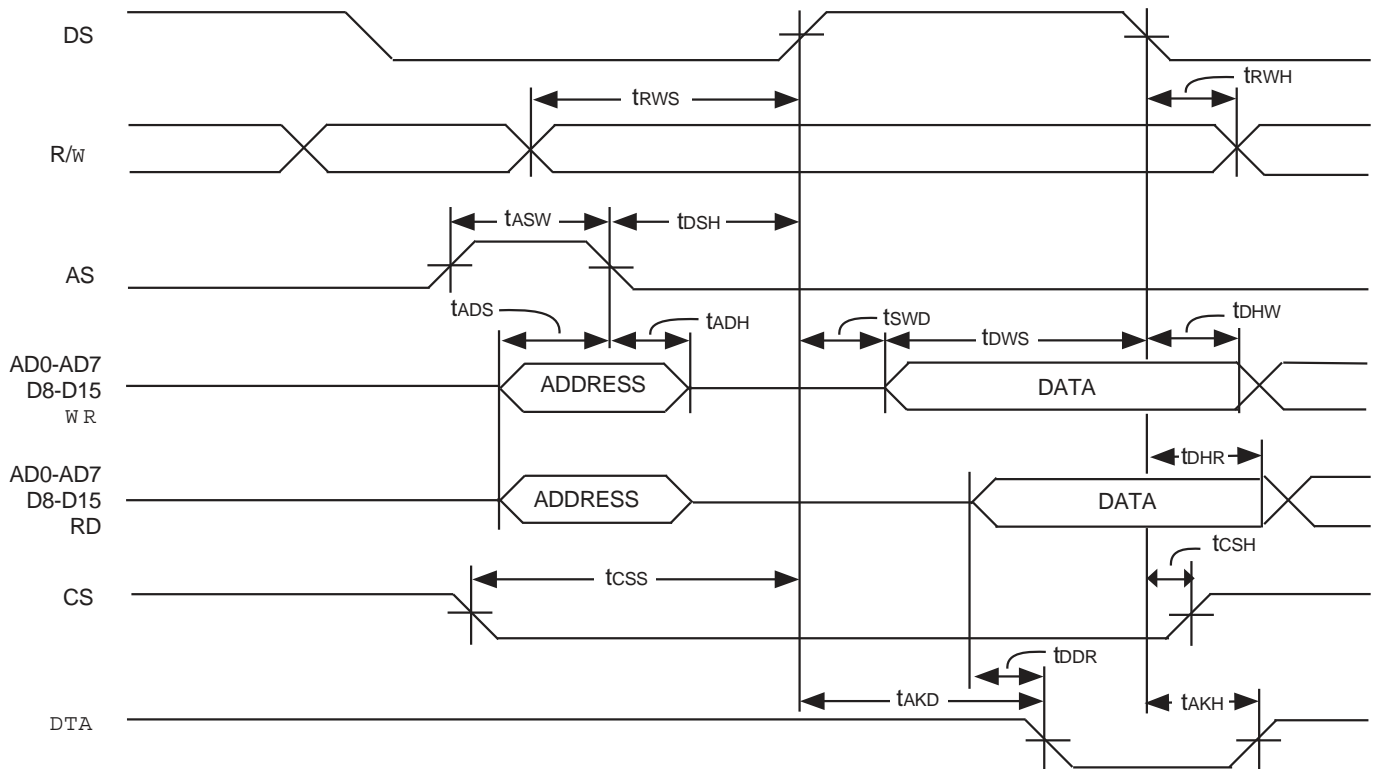 DS
tRWH
tRWS
R/W
tASW
tDSH
AS
tADS
tADH
tSWD
tDWS
tDHW
AD0-AD7
D8-D15
WR
ADDRESS
DATA
tDHR
AD0-AD7
D8-D15
RD
ADDRESS
DATA
tCSH
tCSS
CS
tDDR
tAKD
tAKH
DTA